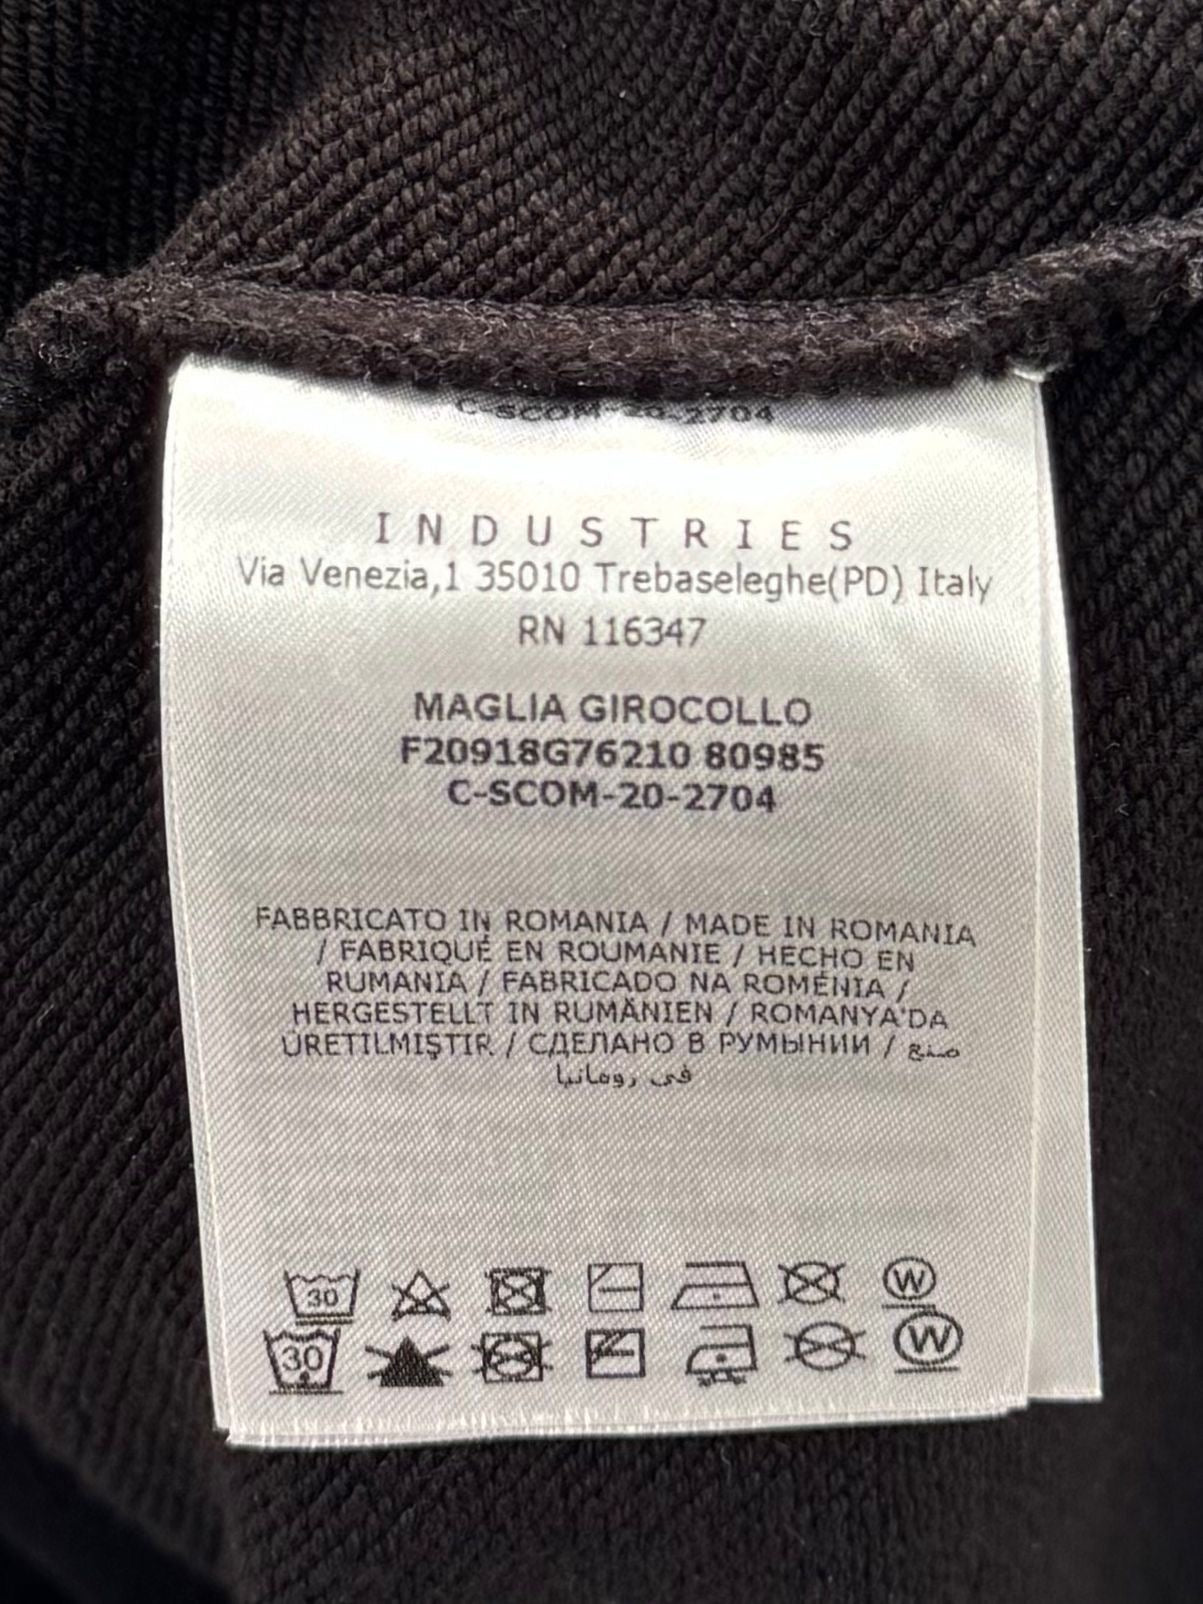 C-SCOM-20-2704
INDUSTRIES
Via Venezia,1 35010 Trebaseleghe(PD) Italy
RN 116347
MAGLIA GIROCOLLO
F20918G76210 80985
C-SCOM-20-2704
FABBRICATO IN ROMANIA / MADE IN ROMANIA
/ FABRIQUÉ EN ROUMANIE / HECHO EN
RUMANIA / FABRICADO NA ROMÉNIA /
HERGESTELLT IN RUMÄNIEN / ROMANYA'DA
ÜRETILMIŞTIR / СДЕЛАНО В РУМЫНИИ / صنع
في رومانيا
30 W
30 W